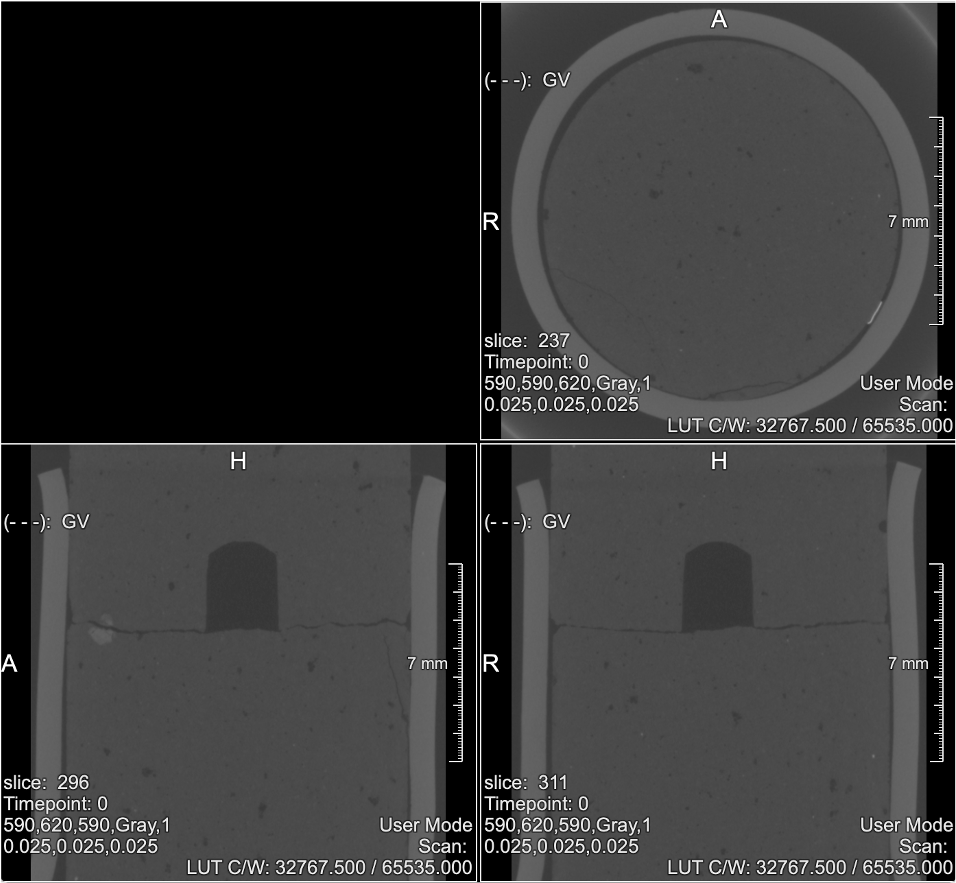 A
(- - -): GV
R
7 mm
slice: 237
Timepoint: 0
590,590,620,Gray,1
0.025,0.025,0.025
User Mode
Scan:
LUT C/W: 32767.500 / 65535.000
H
(- - -): GV
A
7 mm
slice: 296
Timepoint: 0
590,620,590,Gray,1
0.025,0.025,0.025
User Mode
Scan:
LUT C/W: 32767.500 / 65535.000
H
(- - -): GV
R
7 mm
slice: 311
Timepoint: 0
590,620,590,Gray,1
0.025,0.025,0.025
User Mode
Scan:
LUT C/W: 32767.500 / 65535.000